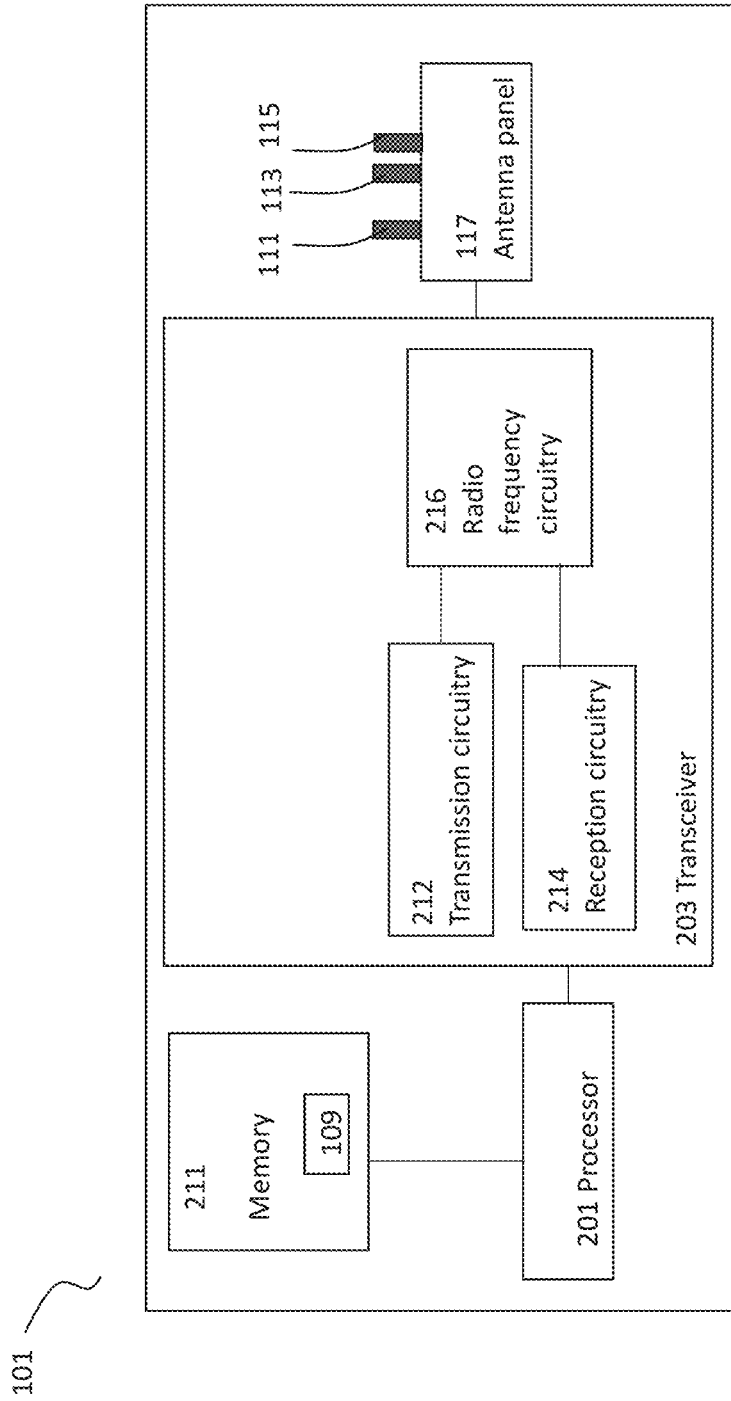 101
211
Memory
109
201 Processor
212
Transmission circuitry
214
Reception circuitry
216
Radio
frequency
circuitry
203 Transceiver
111
113
115
117
Antenna panel